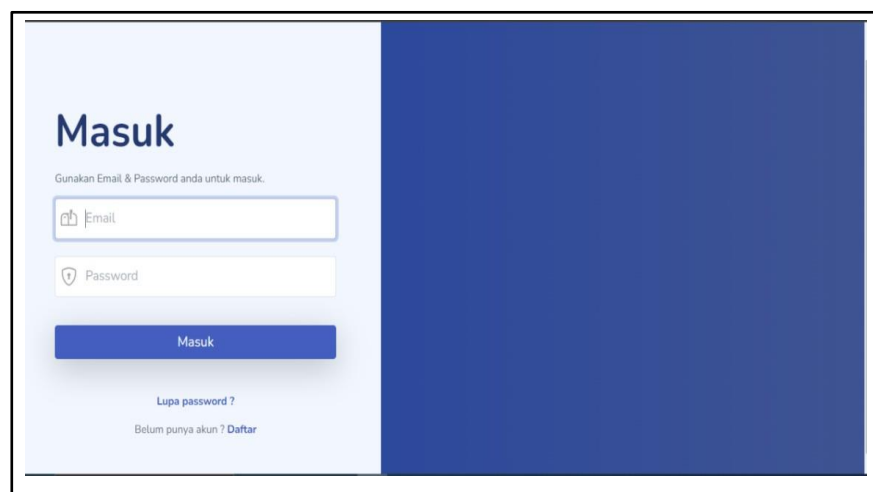 Masuk
Gunakan Email & Password anda untuk masuk.
Email
Password
Masuk
Lupa password ?
Belum punya akun ? Daftar